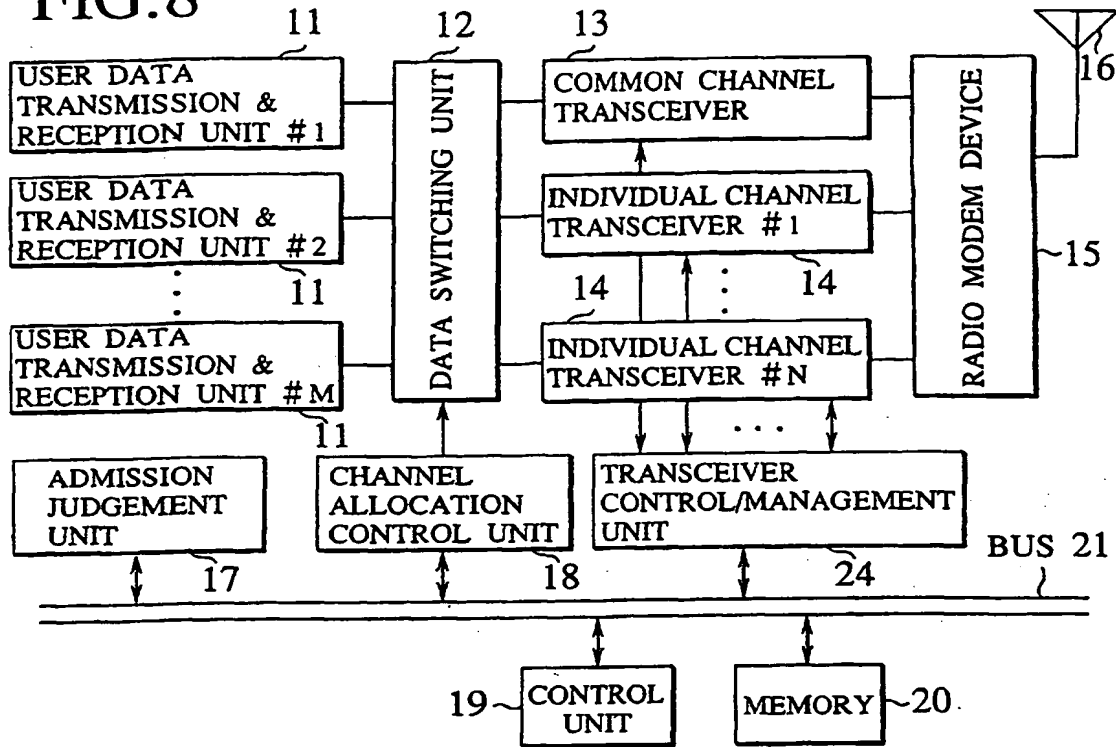 FIG.8
11
USER DATA
TRANSMISSION &
RECEPTION UNIT #1
USER DATA
TRANSMISSION &
RECEPTION UNIT #2
11
USER DATA
TRANSMISSION &
RECEPTION UNIT #M
11
12
DATA SWITCHING UNIT
13
COMMON CHANNEL
TRANSCEIVER
INDIVIDUAL CHANNEL
TRANSCEIVER #1
14
14
INDIVIDUAL CHANNEL
TRANSCEIVER #N
RADIO MODEM DEVICE
15
16
ADMISSION
JUDGEMENT
UNIT
17
CHANNEL
ALLOCATION
CONTROL UNIT
18
TRANSCEIVER
CONTROL/MANAGEMENT
UNIT
24
BUS 21
19
CONTROL
UNIT
MEMORY
20